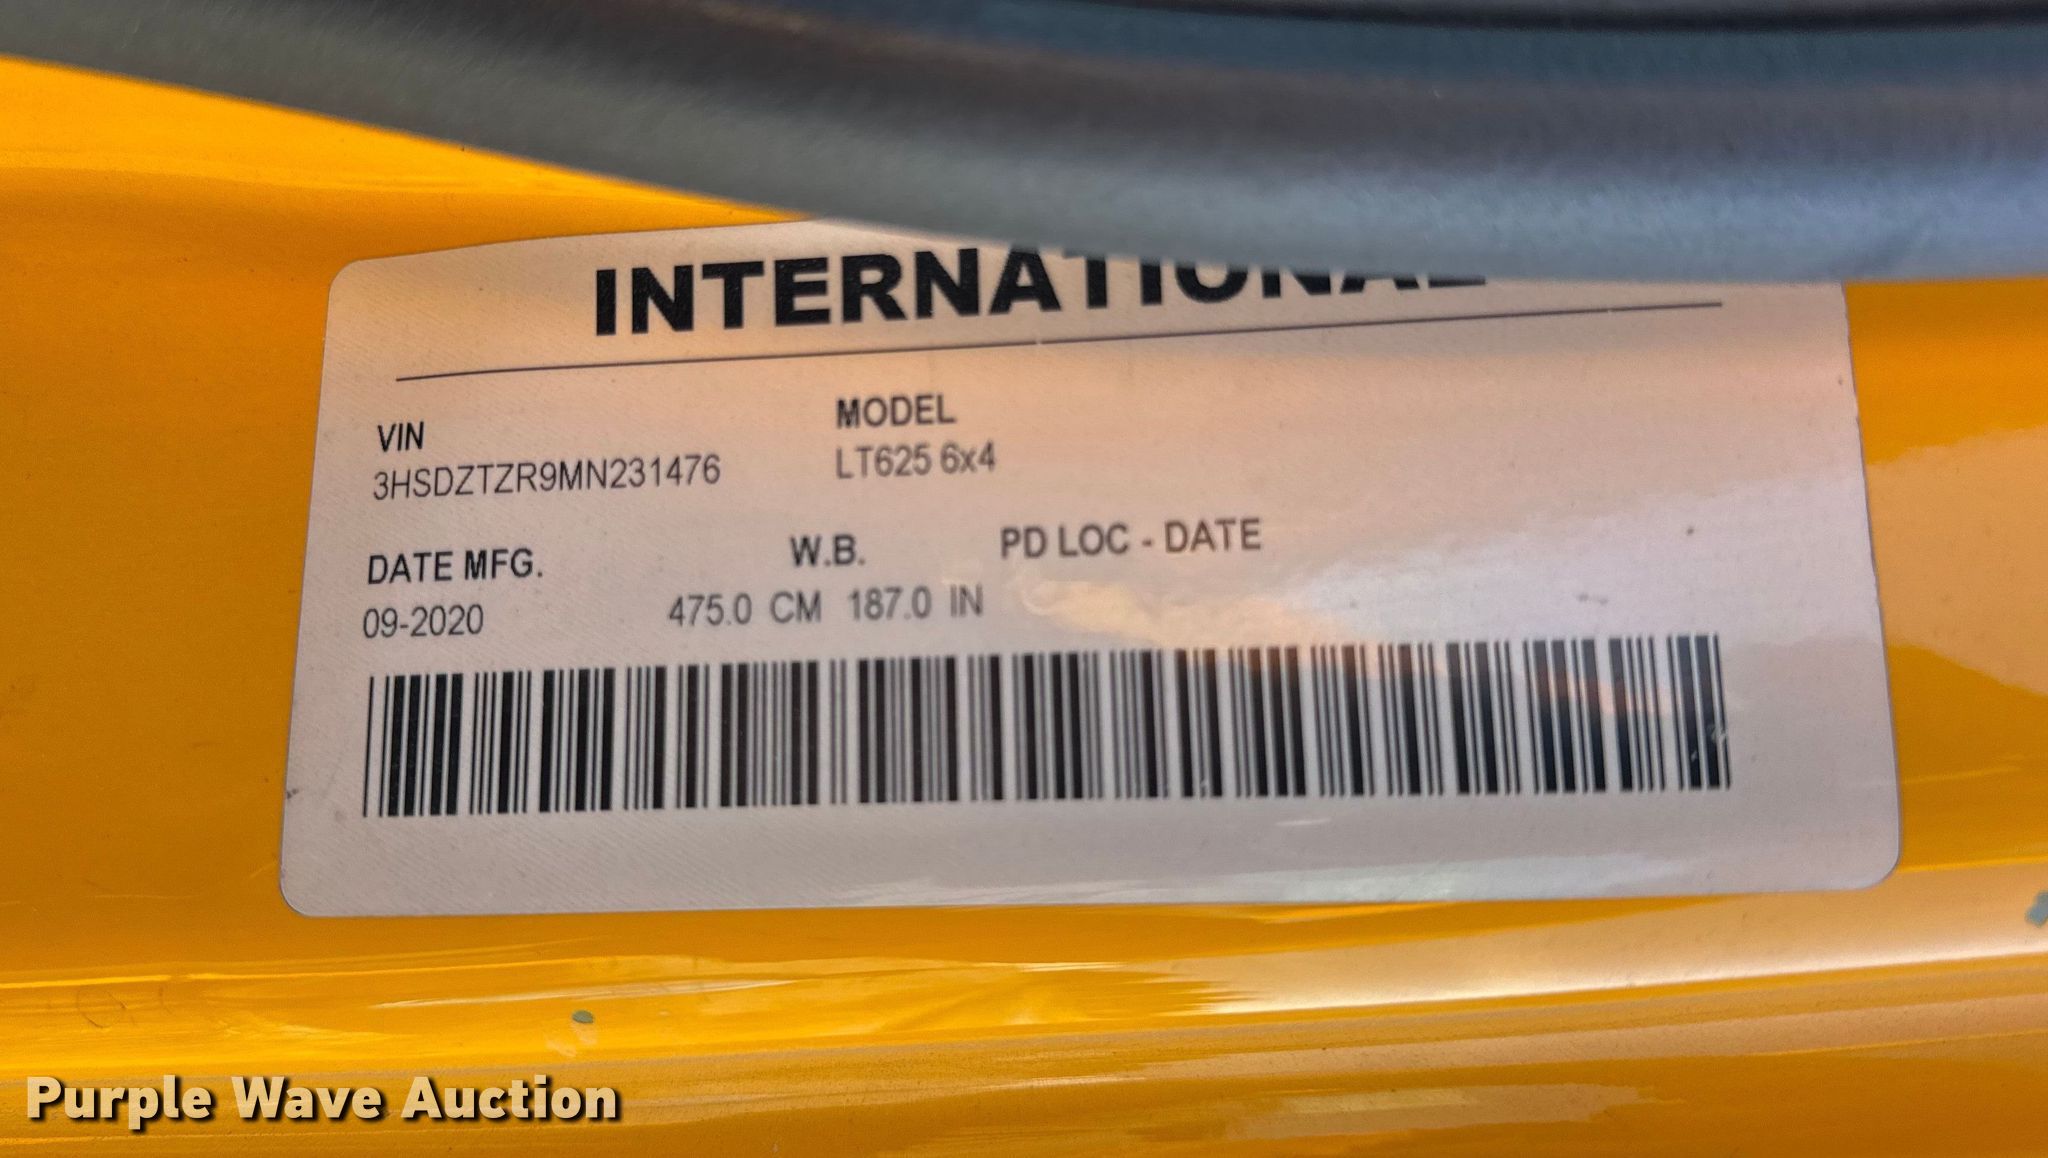 INTERNATIONAL
VIN
3HSDZTZR9MN231476
MODEL
LT625 6x4
DATE MFG.
09-2020
W.B.
475.0 CM 187.0 IN
PD LOC - DATE
Purple Wave Auction